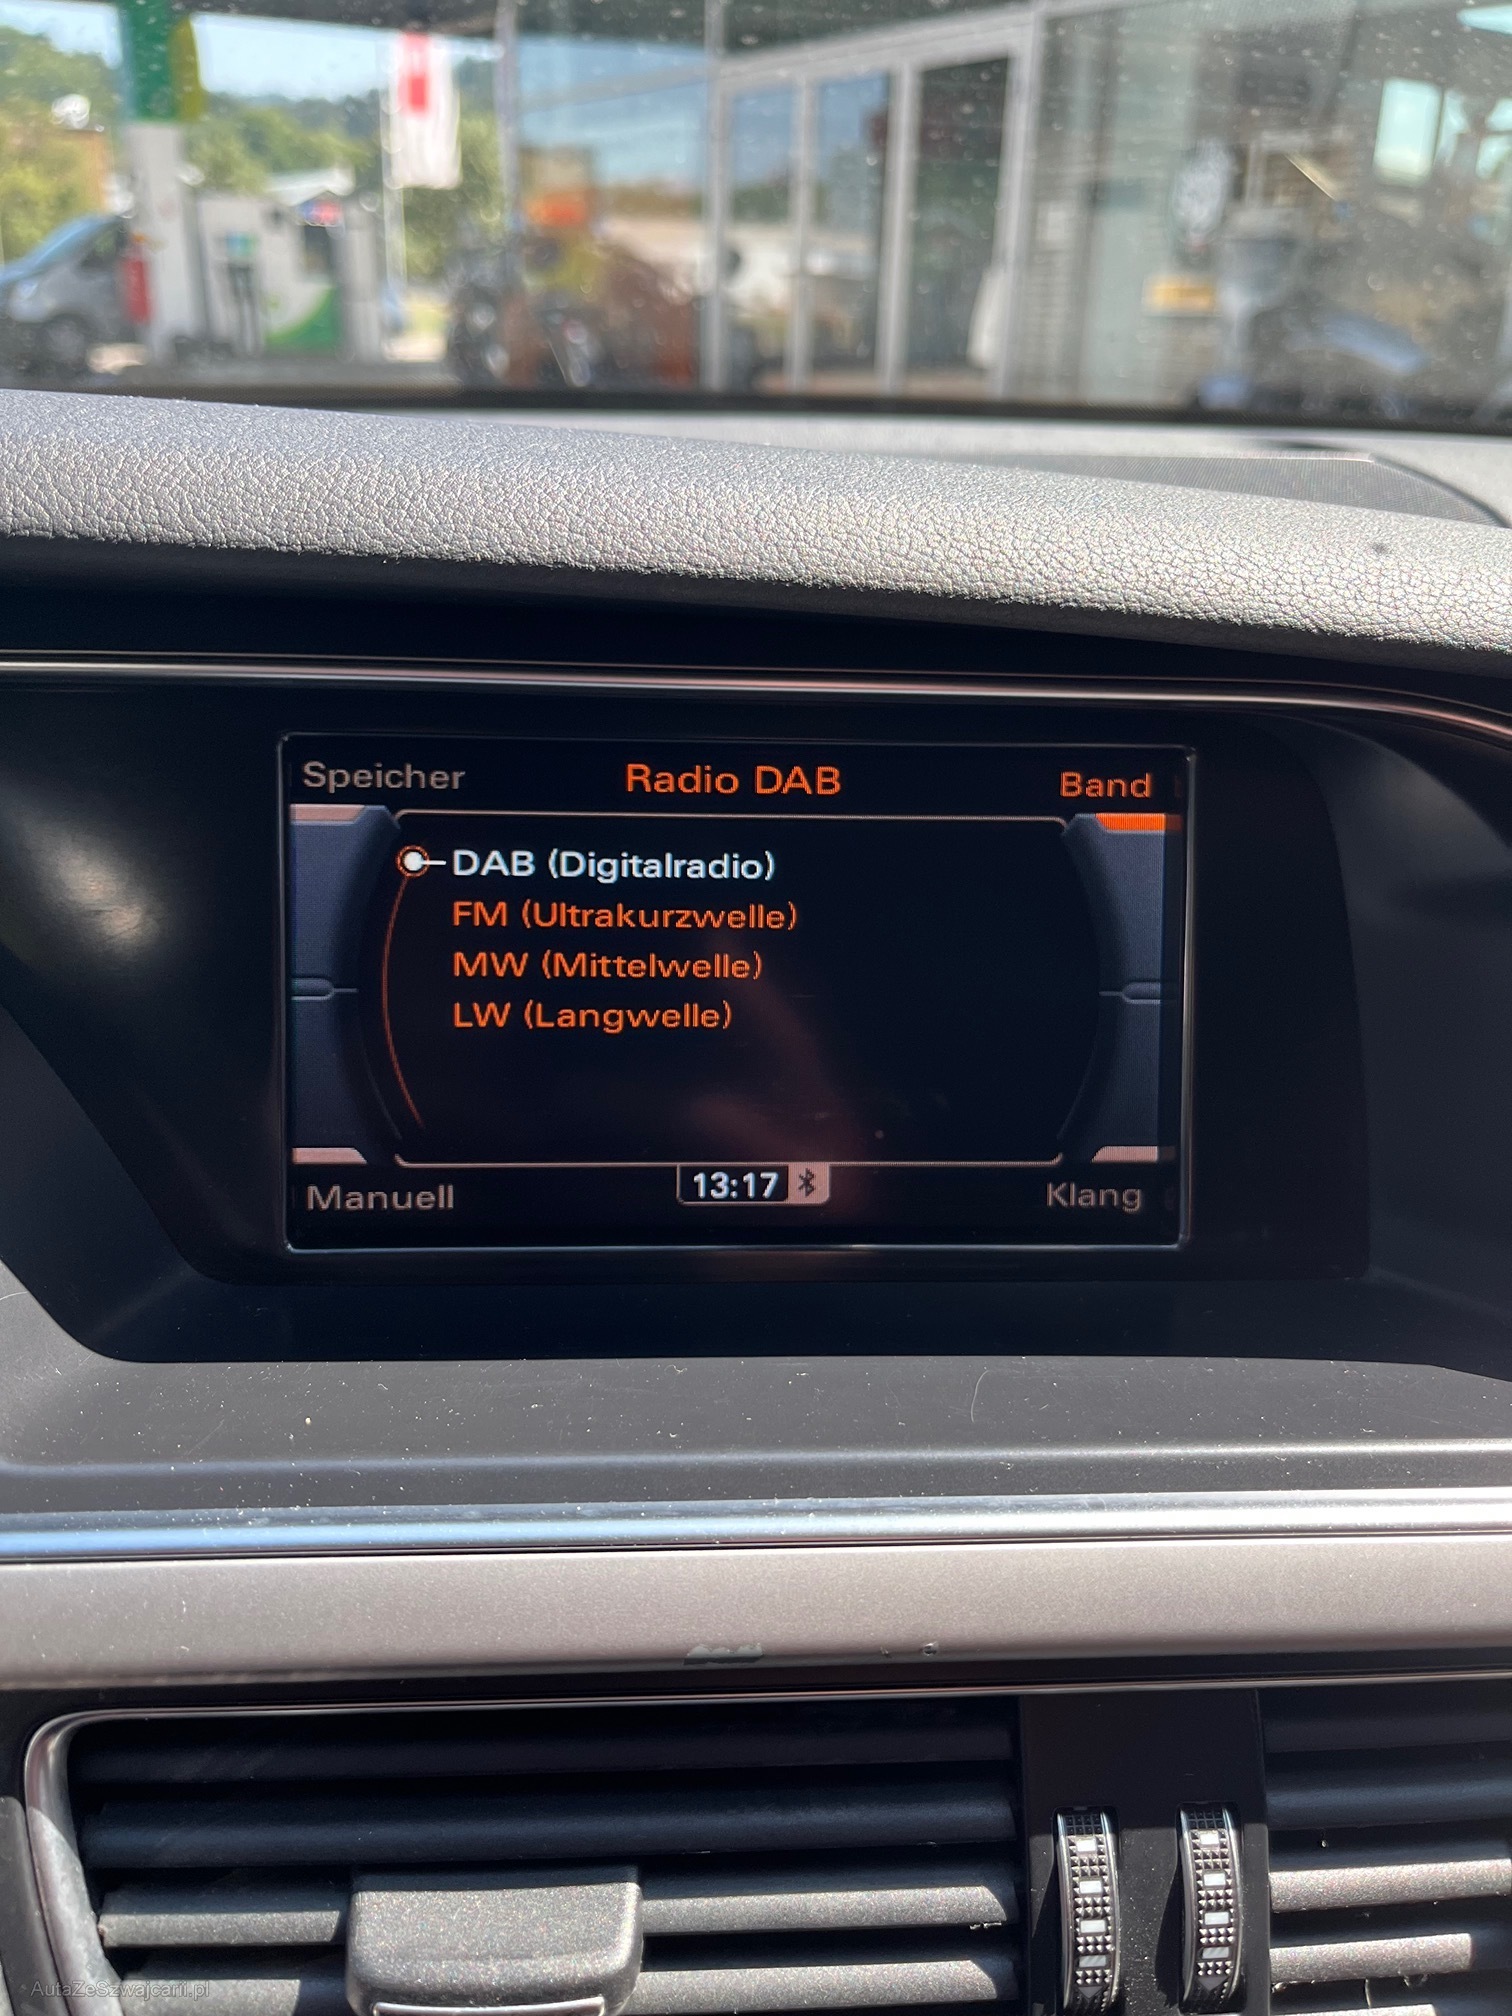 Speicher Radio DAB Band
DAB (Digitalradio)
FM (Ultrakurzwelle)
MW (Mittelwelle)
LW (Langwelle)
Manuell 13:17 Klang
AutaZeSzwajcarii.pl